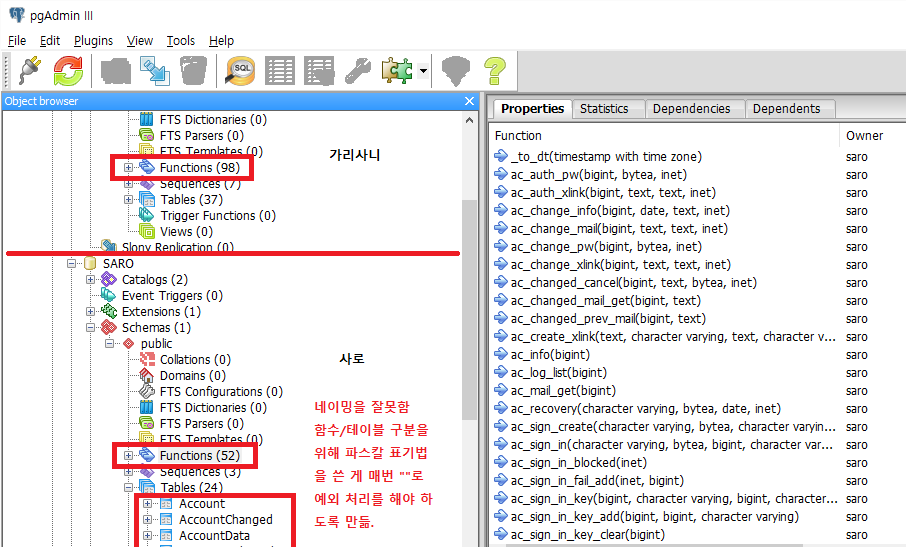 pgAdmin III
File Edit Plugins View Tools Help
SQL
Object browser
FTS Dictionaries (0)
FTS Parsers (0)
FTS Templates (0)
Functions (98)
Sequences (7)
Tables (37)
Trigger Functions (0)
Views (0)
Slony Replication (0)
가리사니
SARO
Catalogs (2)
Event Triggers (0)
Extensions (1)
Schemas (1)
public
Collations (0)
Domains (0)
FTS Configurations (0)
FTS Dictionaries (0)
FTS Parsers (0)
FTS Templates (0)
Functions (52)
Sequences (3)
Tables (24)
Account
AccountChanged
AccountData
사로
네이밍을 잘못함
함수/테이블 구분을
위해 파스칼 표기법
을 쓴 게 매번 ""로
예외 처리를 해야 하
도록 만듦.
Properties Statistics Dependencies Dependents
Function Owner
_to_dt(timestamp with time zone) saro
ac_auth_pw(bigint, bytea, inet) saro
ac_auth_xlink(bigint, text, text, inet) saro
ac_change_info(bigint, date, text, inet) saro
ac_change_mail(bigint, text, text, inet) saro
ac_change_pw(bigint, bytea, inet) saro
ac_change_xlink(bigint, text, text, inet) saro
ac_changed_cancel(bigint, text, bytea, inet) saro
ac_changed_mail_get(bigint, text) saro
ac_changed_prev_mail(bigint, text) saro
ac_create_xlink(text, character varying, text, character v... saro
ac_info(bigint) saro
ac_log_list(bigint) saro
ac_mail_get(bigint) saro
ac_recovery(character varying, bytea, date, inet) saro
ac_sign_create(character varying, bytea, character varyin... saro
ac_sign_in(character varying, bytea, bigint, character var... saro
ac_sign_in_blocked(inet) saro
ac_sign_in_fail_add(inet, bigint) saro
ac_sign_in_key(bigint, character varying, bigint, character... saro
ac_sign_in_key_add(bigint, bigint, character varying) saro
ac_sign_in_key_clear(bigint) saro